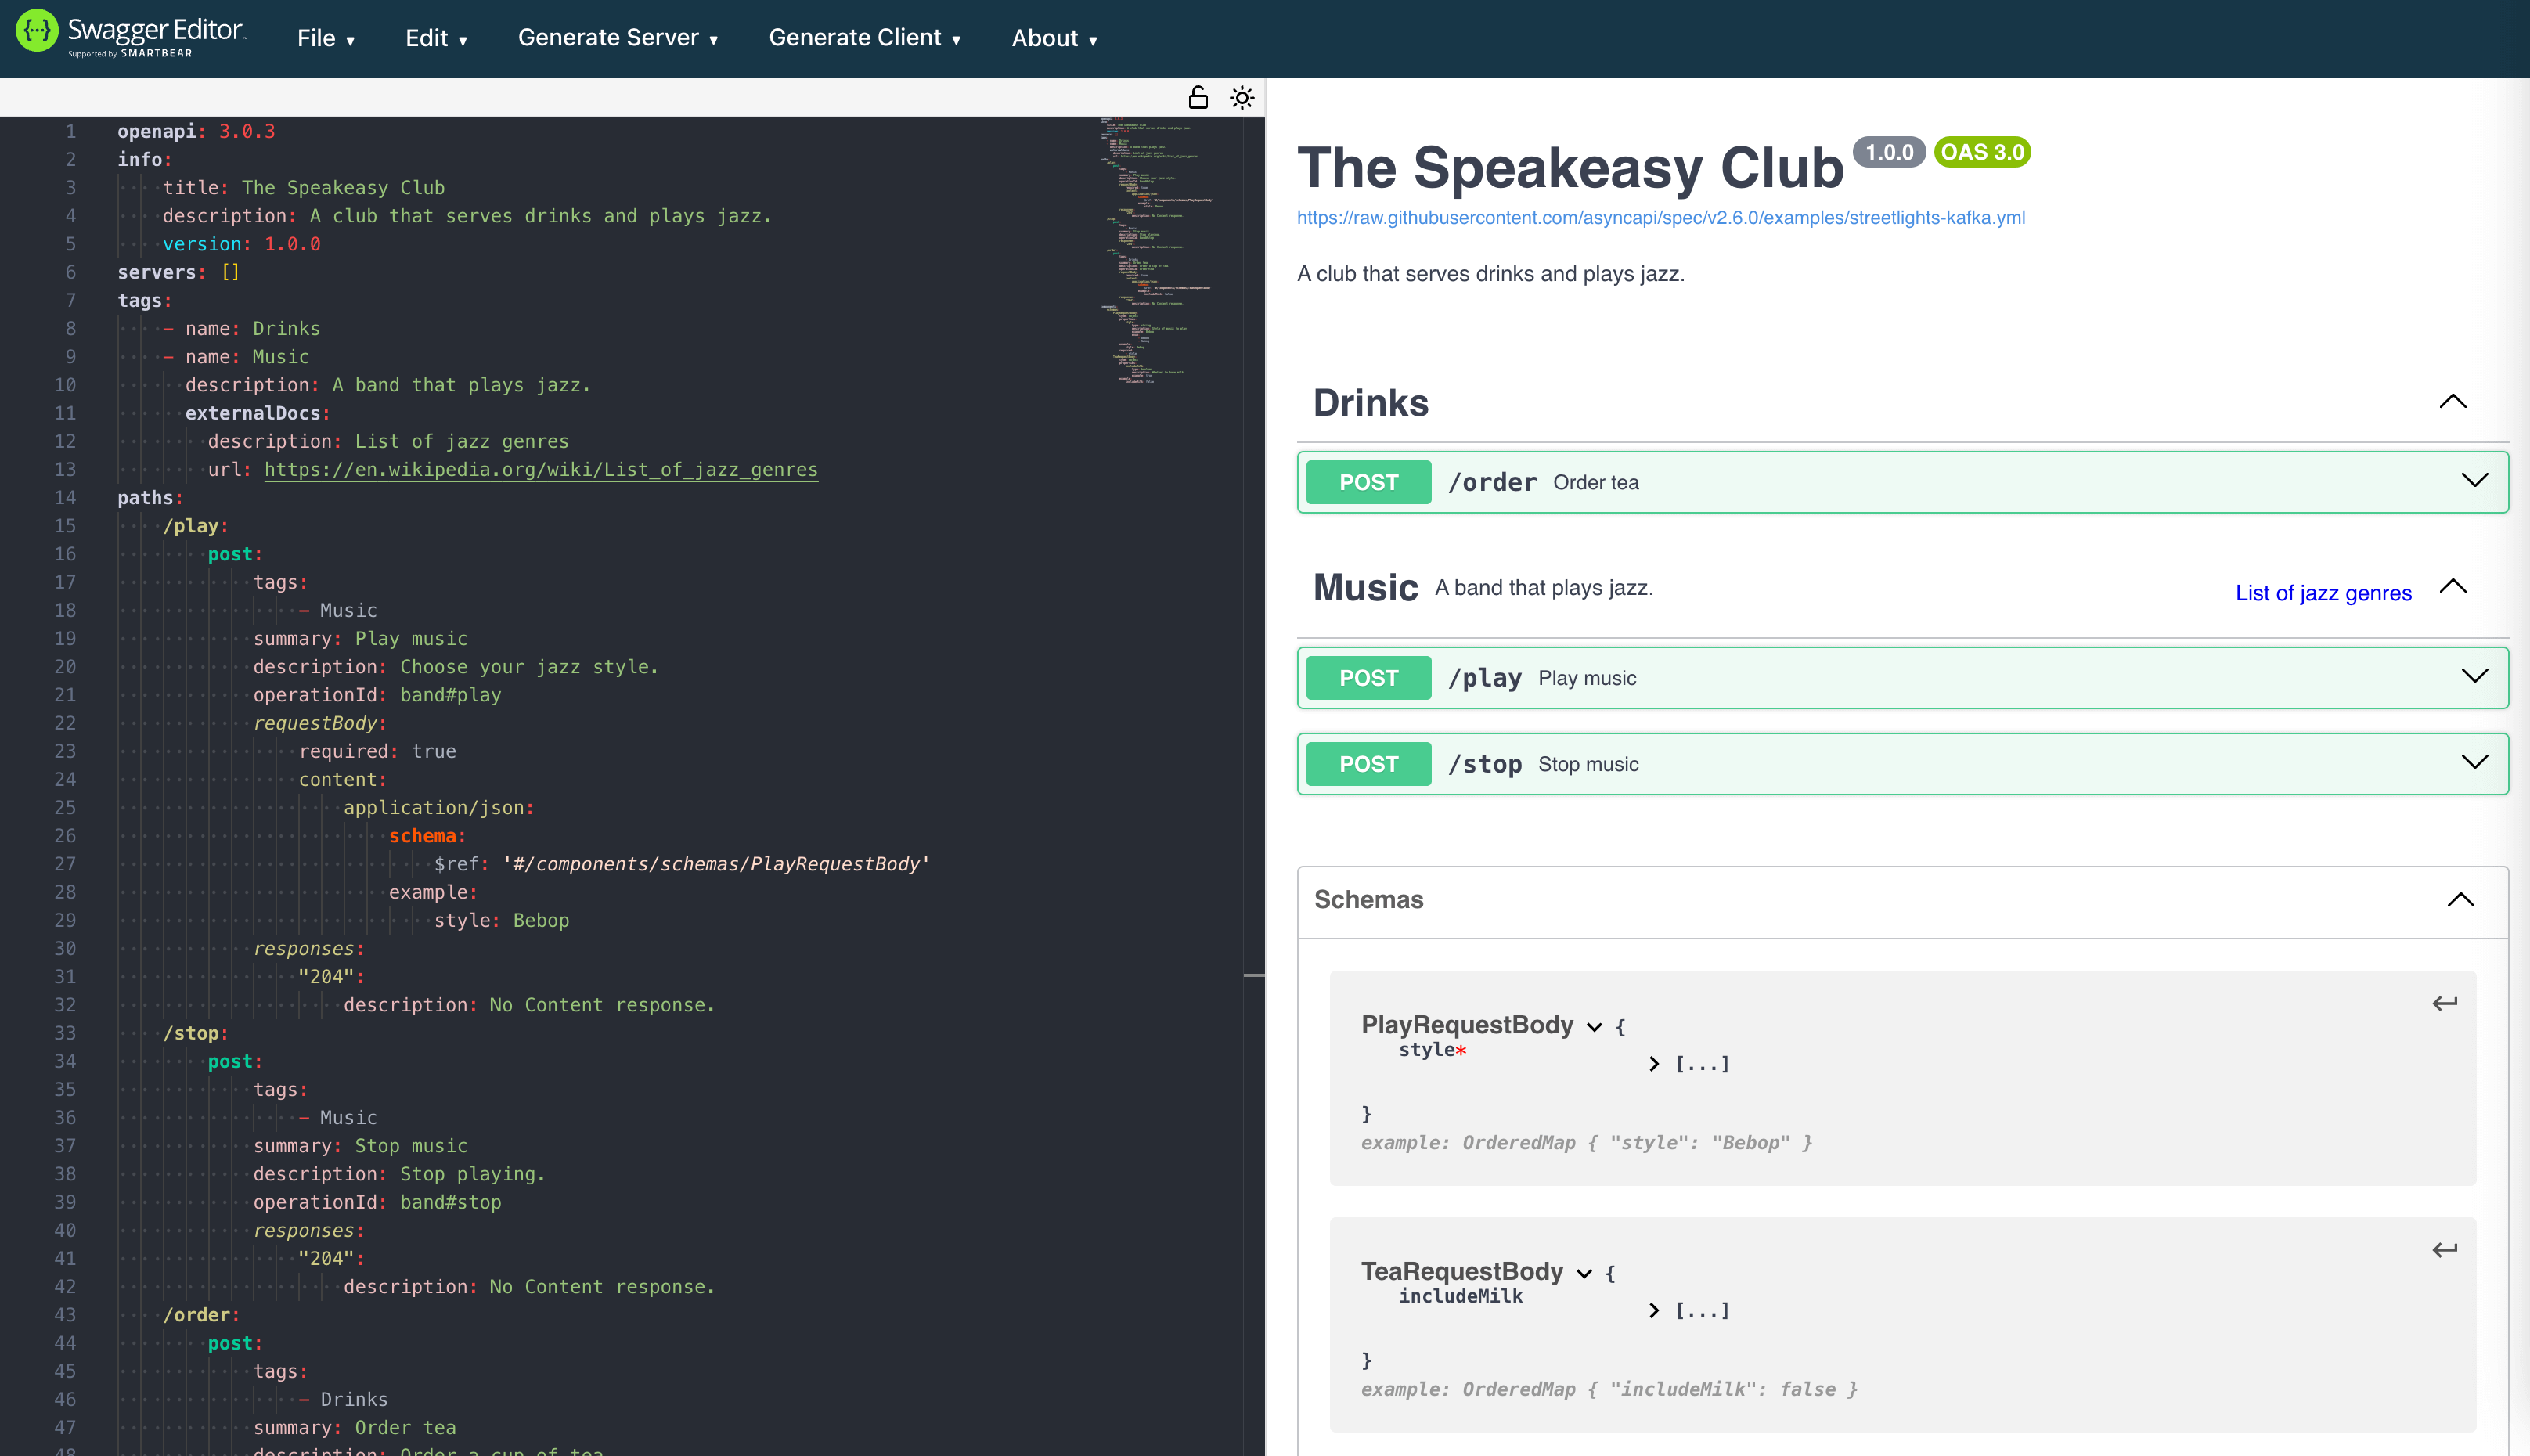 Swagger Editor
Supported by SMARTBEAR
File
Edit
Generate Server
Generate Client
About
1 openapi: 3.0.3
2 info:
3 title: The Speakeasy Club
4 description: A club that serves drinks and plays jazz.
5 version: 1.0.0
6 servers: []
7 tags:
8 - name: Drinks
9 - name: Music
10 description: A band that plays jazz.
11 externalDocs:
12 description: List of jazz genres
13 url: https://en.wikipedia.org/wiki/List_of_jazz_genres
14 paths:
15 /play:
16 post:
17 tags:
18 - Music
19 summary: Play music
20 description: Choose your jazz style.
21 operationId: band#play
22 requestBody:
23 required: true
24 content:
25 application/json:
26 schema:
27 $ref: '#/components/schemas/PlayRequestBody'
28 example:
29 style: Bebop
30 responses:
31 "204":
32 description: No Content response.
33 /stop:
34 post:
35 tags:
36 - Music
37 summary: Stop music
38 description: Stop playing.
39 operationId: band#stop
40 responses:
41 "204":
42 description: No Content response.
43 /order:
44 post:
45 tags:
46 - Drinks
47 summary: Order tea
48 description: Order a cup of tea
The Speakeasy Club 1.0.0 OAS 3.0
https://raw.githubusercontent.com/asyncapi/spec/v2.6.0/examples/streetlights-kafka.yml
A club that serves drinks and plays jazz.
Drinks
POST /order Order tea
Music A band that plays jazz. List of jazz genres
POST /play Play music
POST /stop Stop music
Schemas
PlayRequestBody {
style*
[...]
}
example: OrderedMap { "style": "Bebop" }
TeaRequestBody {
includeMilk
[...]
}
example: OrderedMap { "includeMilk": false }